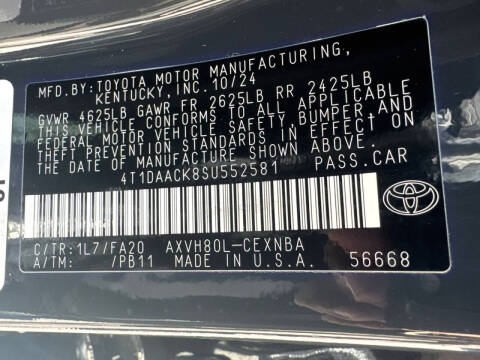 MFD.BY:TOYOTA MOTOR MANUFACTURING,
KENTUCKY, INC. 10/24
GVWR 4625LB GAWR FR 2625LB RR 2425LB
THIS VEHICLE CONFORMS TO ALL APPLICABLE
FEDERAL MOTOR VEHICLE SAFETY, BUMPER, AND
THEFT PREVENTION STANDARDS IN EFFECT ON
THE DATE OF MANUFACTURE SHOWN ABOVE.
4T1DAACK8SU552581 PASS.CAR
C/TR:1L7/FA20 AXVH80L-CEXNBA
A/TM: /PB11 MADE IN U.S.A. 56668